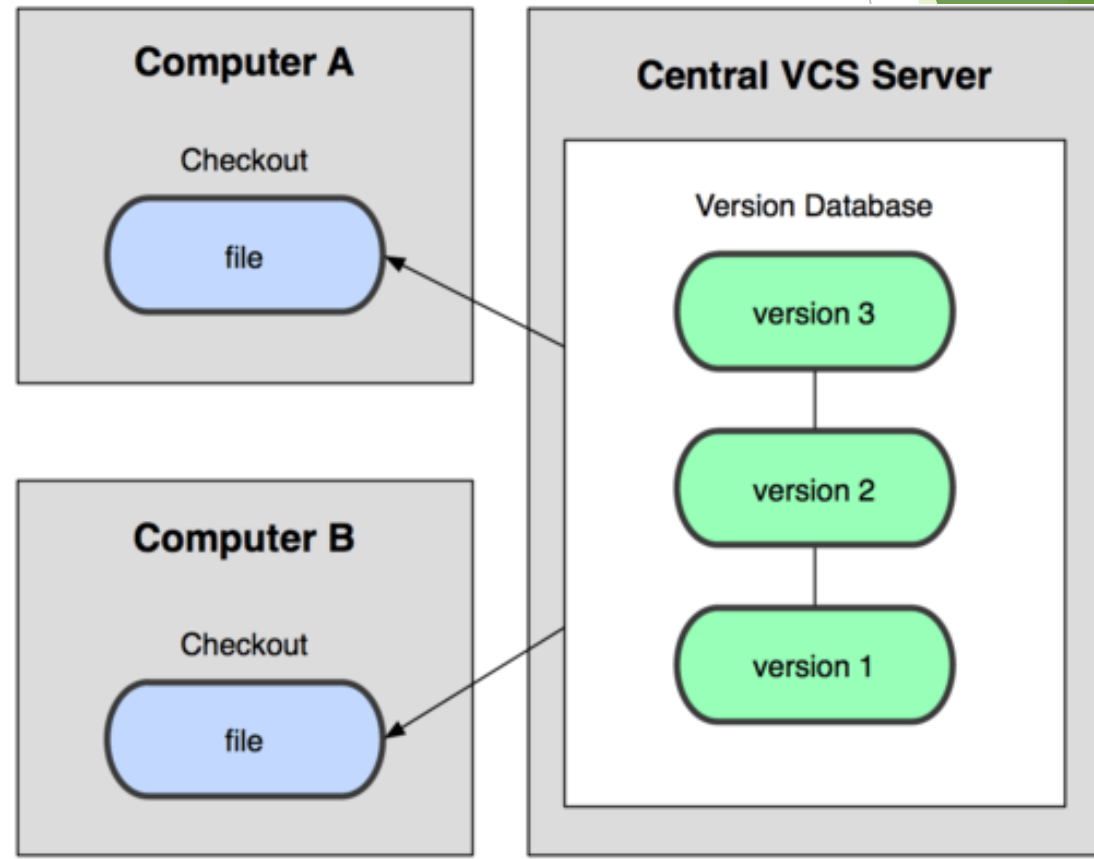 Computer A
Checkout
file
Computer B
Checkout
file
Central VCS Server
Version Database
version 3
version 2
version 1